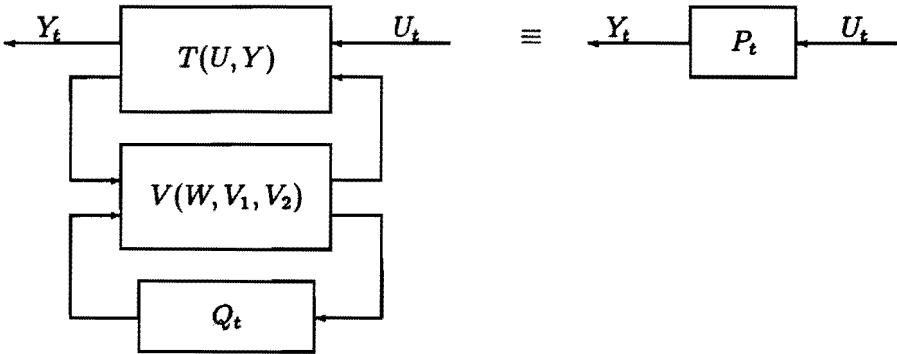 Y_t U_t ≡ Y_t U_t
T(U, Y) P_t
V(W, V_1, V_2)
Q_t